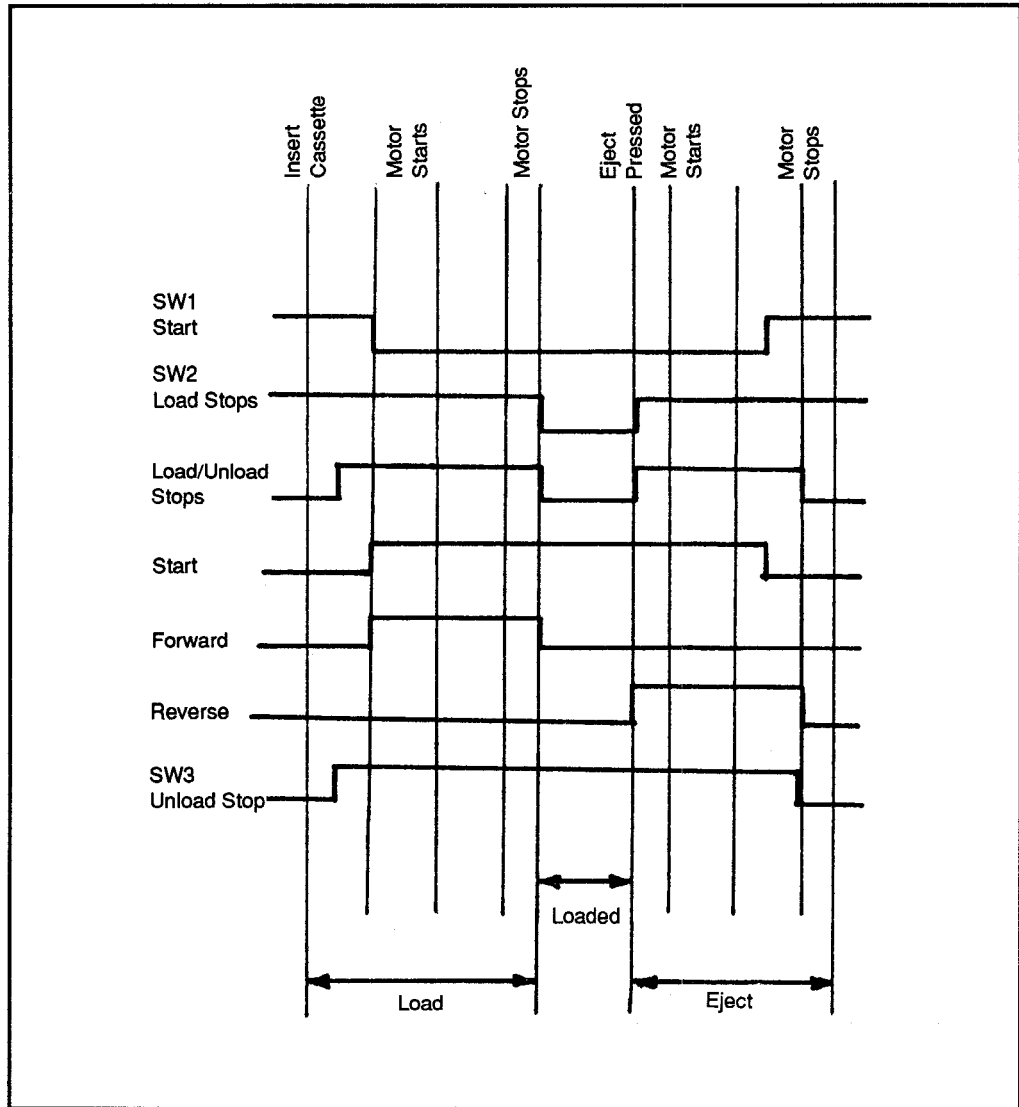 Insert
Cassette
Motor
Starts
Motor Stops
Eject
Pressed
Motor
Starts
Motor
Stops
SW1
Start
SW2
Load Stops
Load/Unload
Stops
Start
Forward
Reverse
SW3
Unload Stop
Loaded
Load
Eject